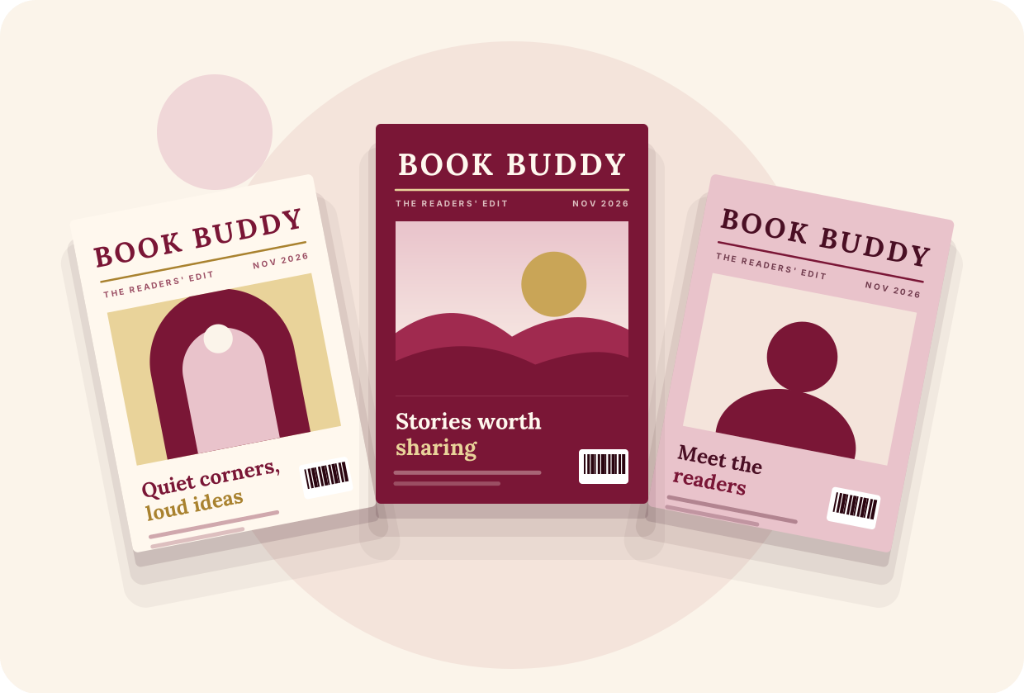 BOOK BUDDY
THE READERS' EDIT NOV 2026
Quiet corners,
loud ideas
BOOK BUDDY
THE READERS' EDIT NOV 2026
Stories worth
sharing
BOOK BUDDY
THE READERS' EDIT NOV 2026
Meet the
readers